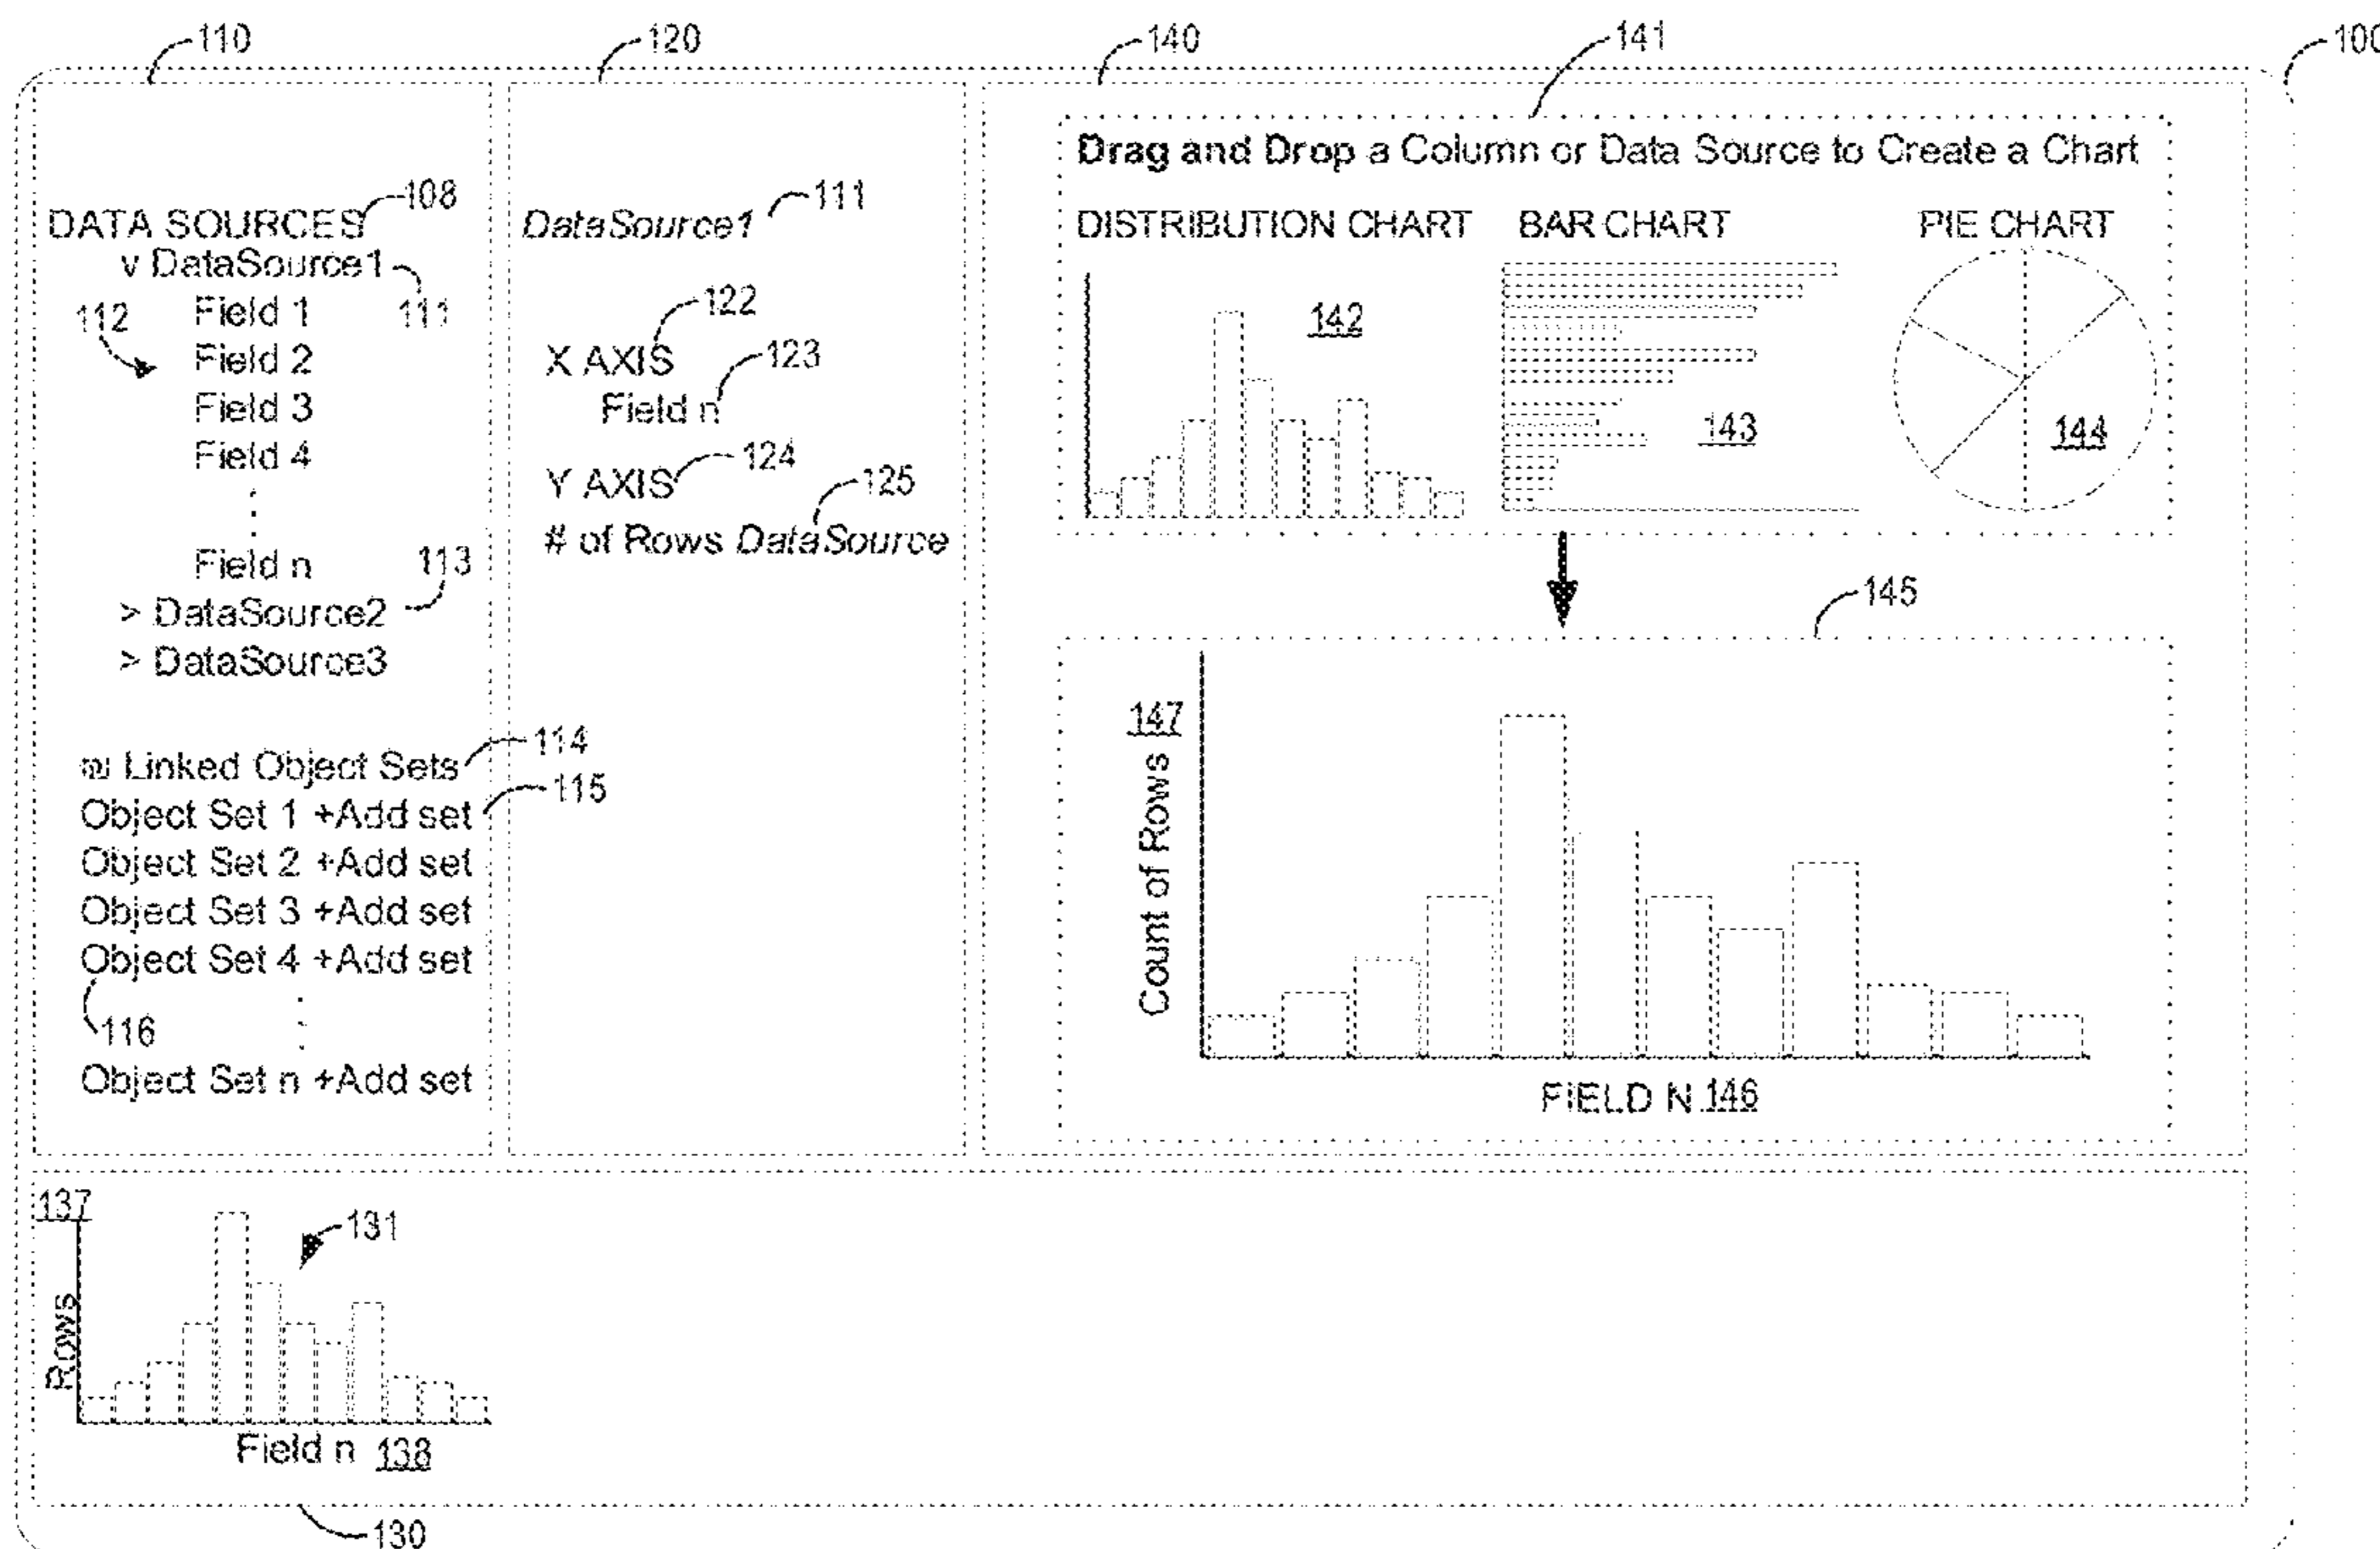 110
120
140
141
100
Drag and Drop a Column or Data Source to Create a Chart
108
DATA SOURCES
v DataSource1
111
112
Field 1
Field 2
Field 3
Field 4
Field n
113
> DataSource2
> DataSource3
114
Linked Object Sets
115
Object Set 1 +Add set
Object Set 2 +Add set
Object Set 3 +Add set
Object Set 4 +Add set
116
Object Set n +Add set
DataSource1
111
122
X AXIS
123
Field n
124
Y AXIS
125
# of Rows DataSource
DISTRIBUTION CHART
BAR CHART
PIE CHART
142
143
144
145
147
Count of Rows
FIELD N 146
137
131
Rows
Field n 138
130